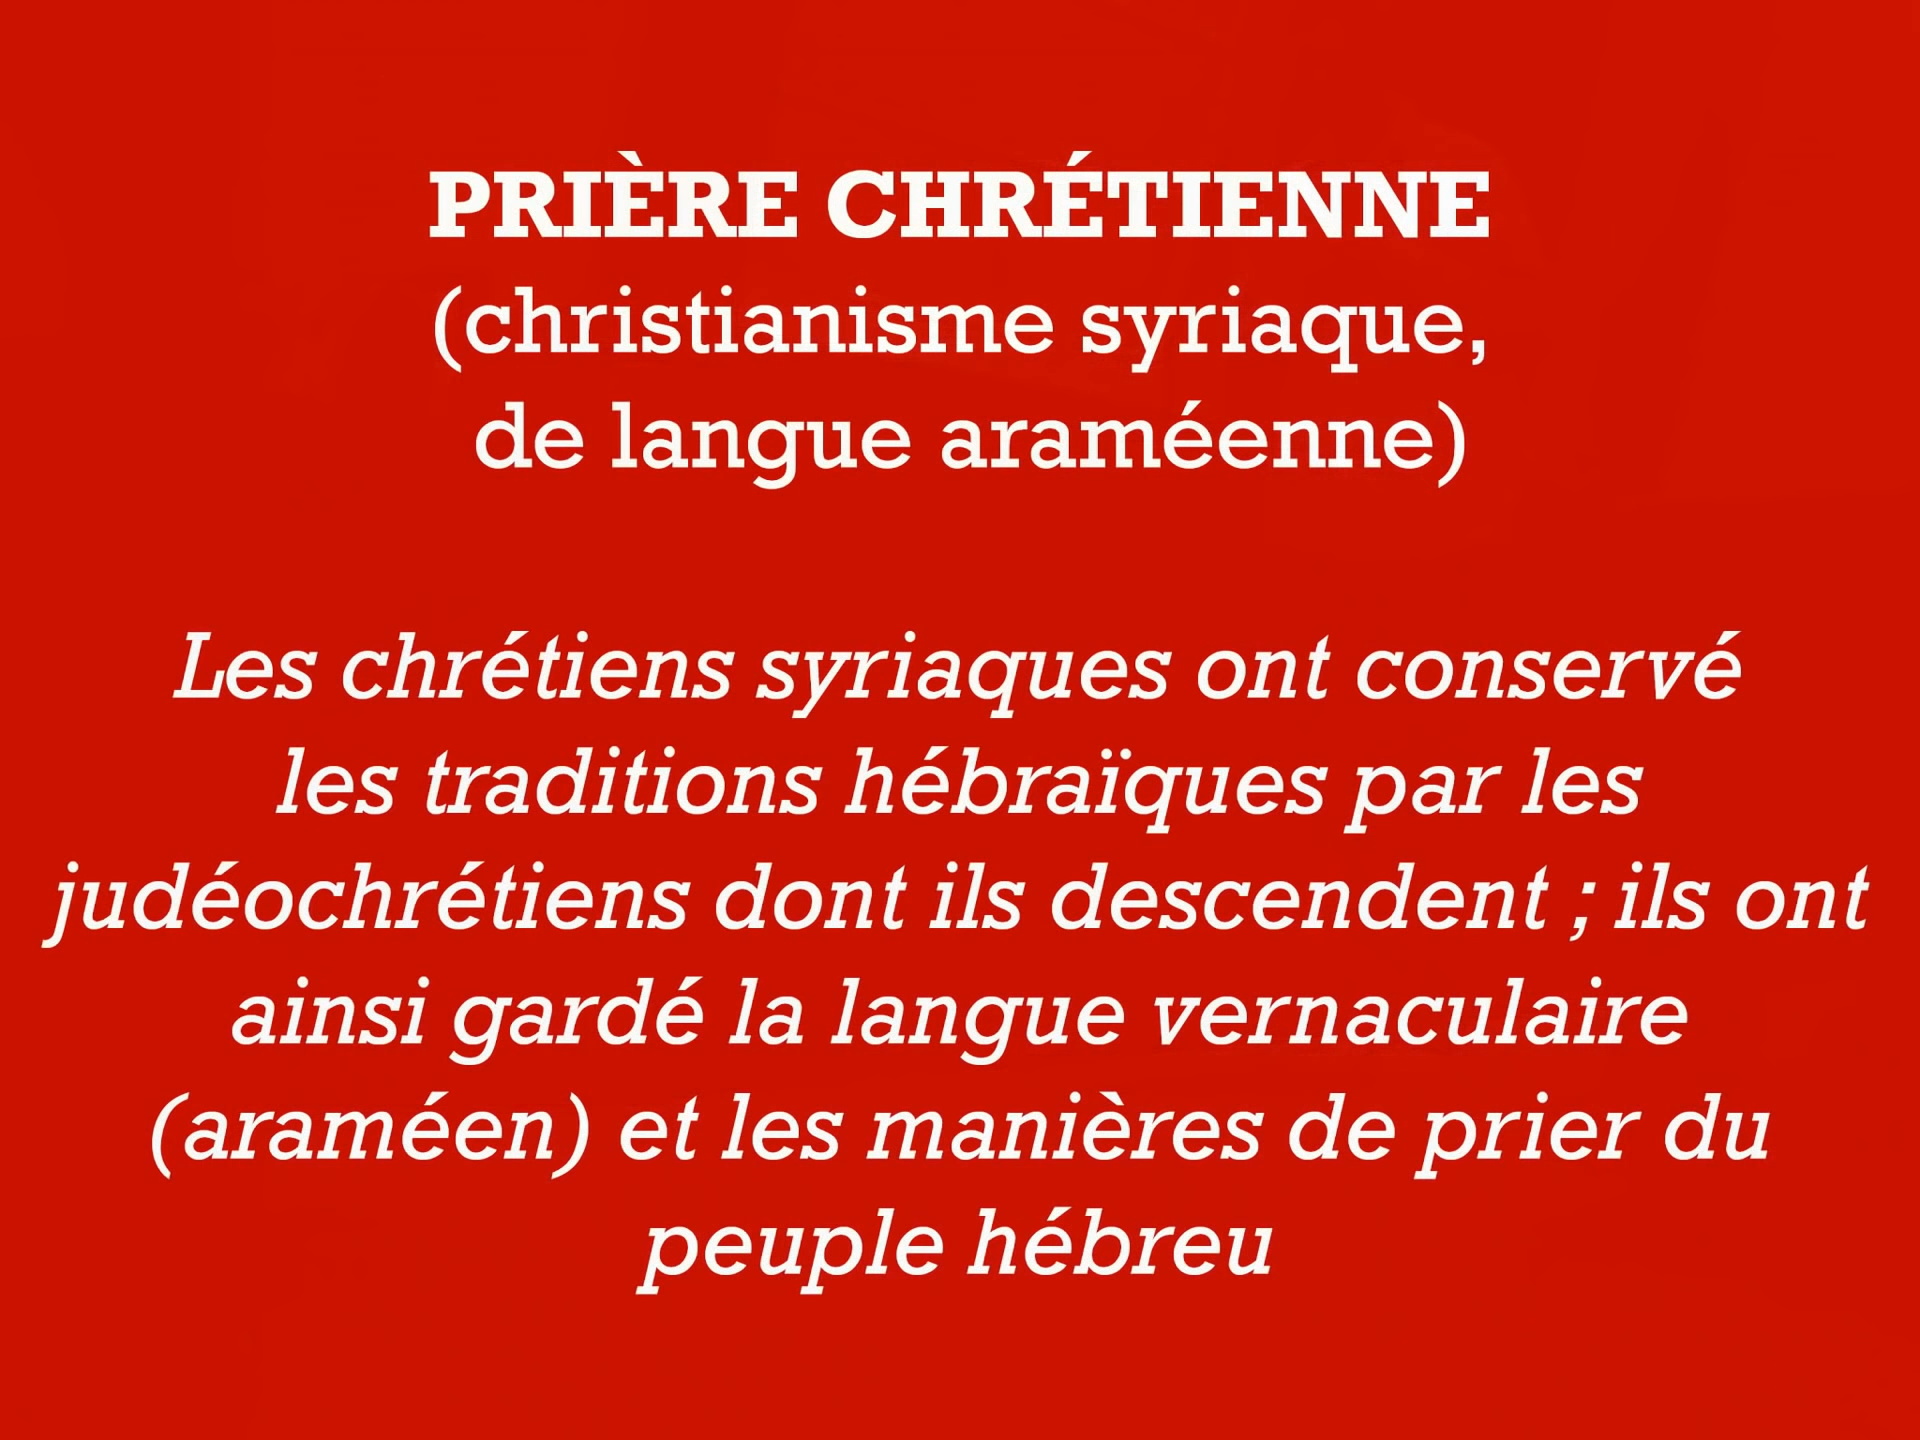 PRIÈRE CHRÉTIENNE
(christianisme syriaque,
de langue araméenne)
Les chrétiens syriaques ont conservé
les traditions hébraïques par les
judéochrétiens dont ils descendent ; ils ont
ainsi gardé la langue vernaculaire
(araméen) et les manières de prier du
peuple hébreu